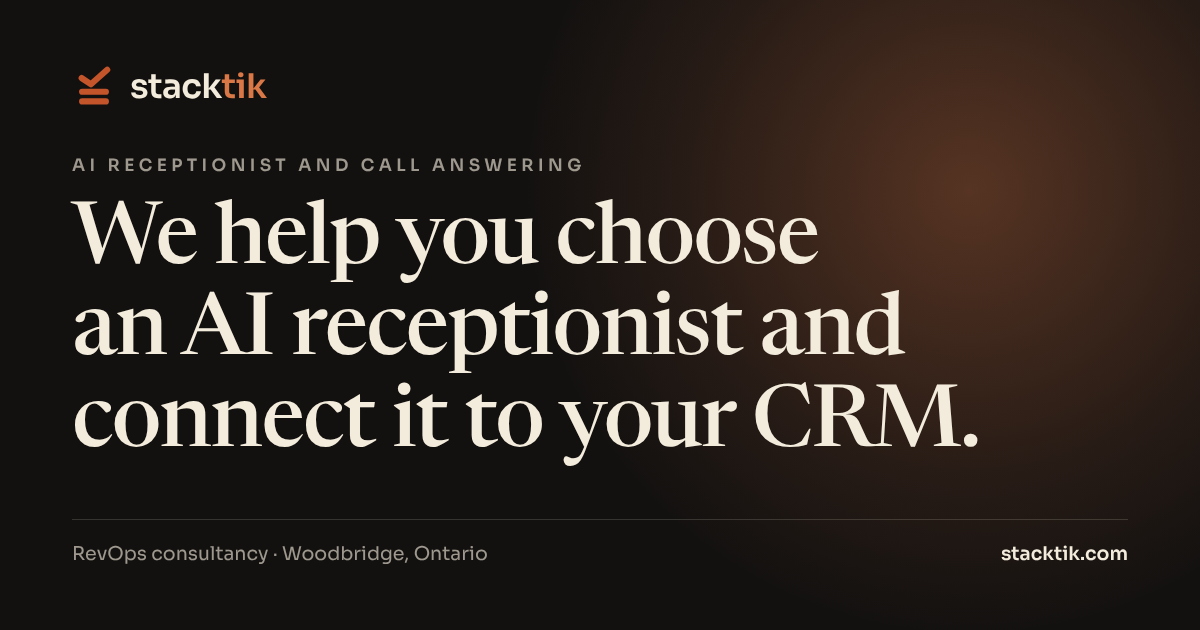 stacktik
AI RECEPTIONIST AND CALL ANSWERING
We help you choose
an AI receptionist and
connect it to your CRM.
RevOps consultancy · Woodbridge, Ontario
stacktik.com